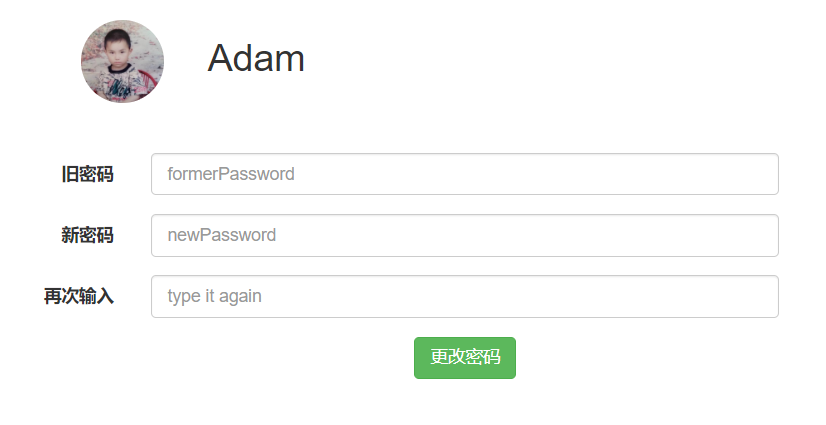 Adam
旧密码 formerPassword
新密码 newPassword
再次输入 type it again
更改密码